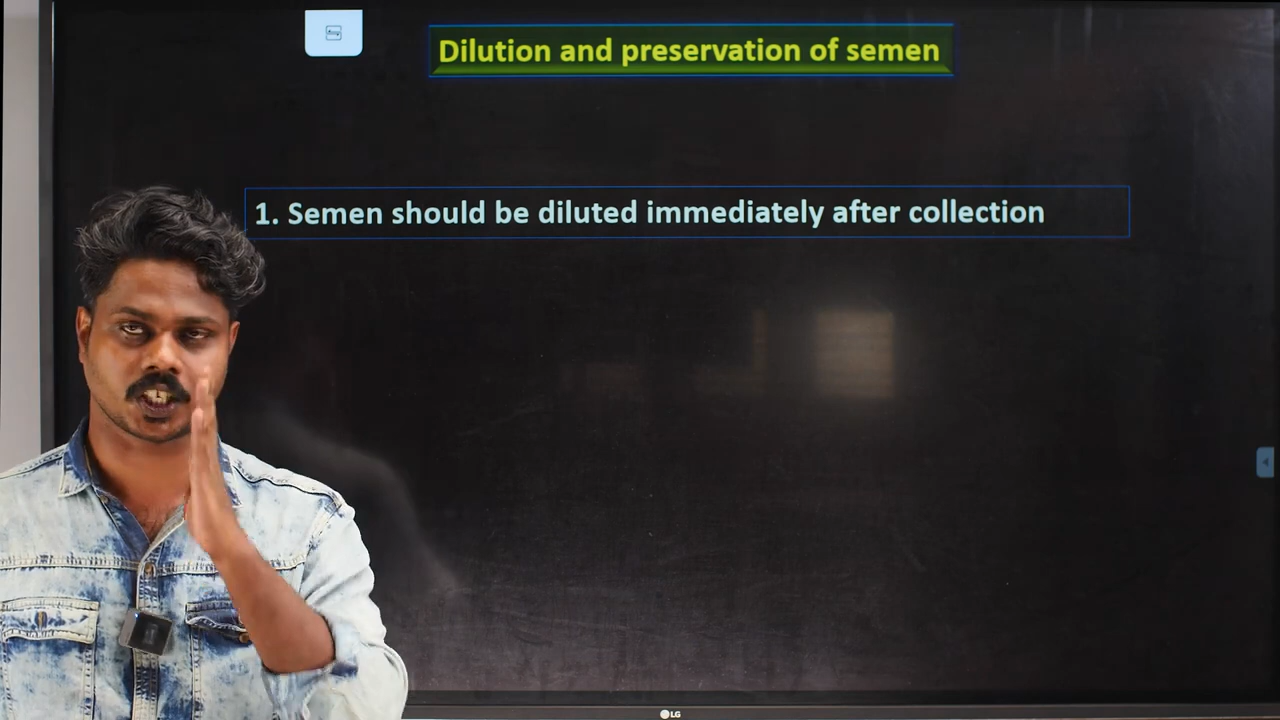 Dilution and preservation of semen
1. Semen should be diluted immediately after collection
LG